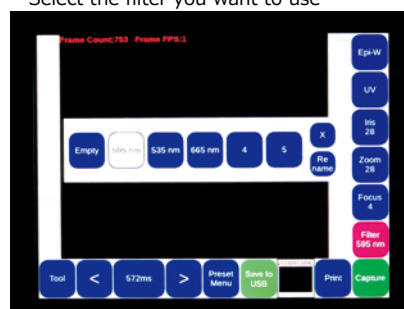 Select the filter you want to use
Frame Count:753 Frame FPS:1
Epi-W
UV
Iris
28
Empty
595 nm
535 nm
665 nm
4
5
X
Re
name
Zoom
28
Focus
4
Filter
595 nm
Tool
<
572ms
>
Preset
Menu
Save to
USB
Print
Capture